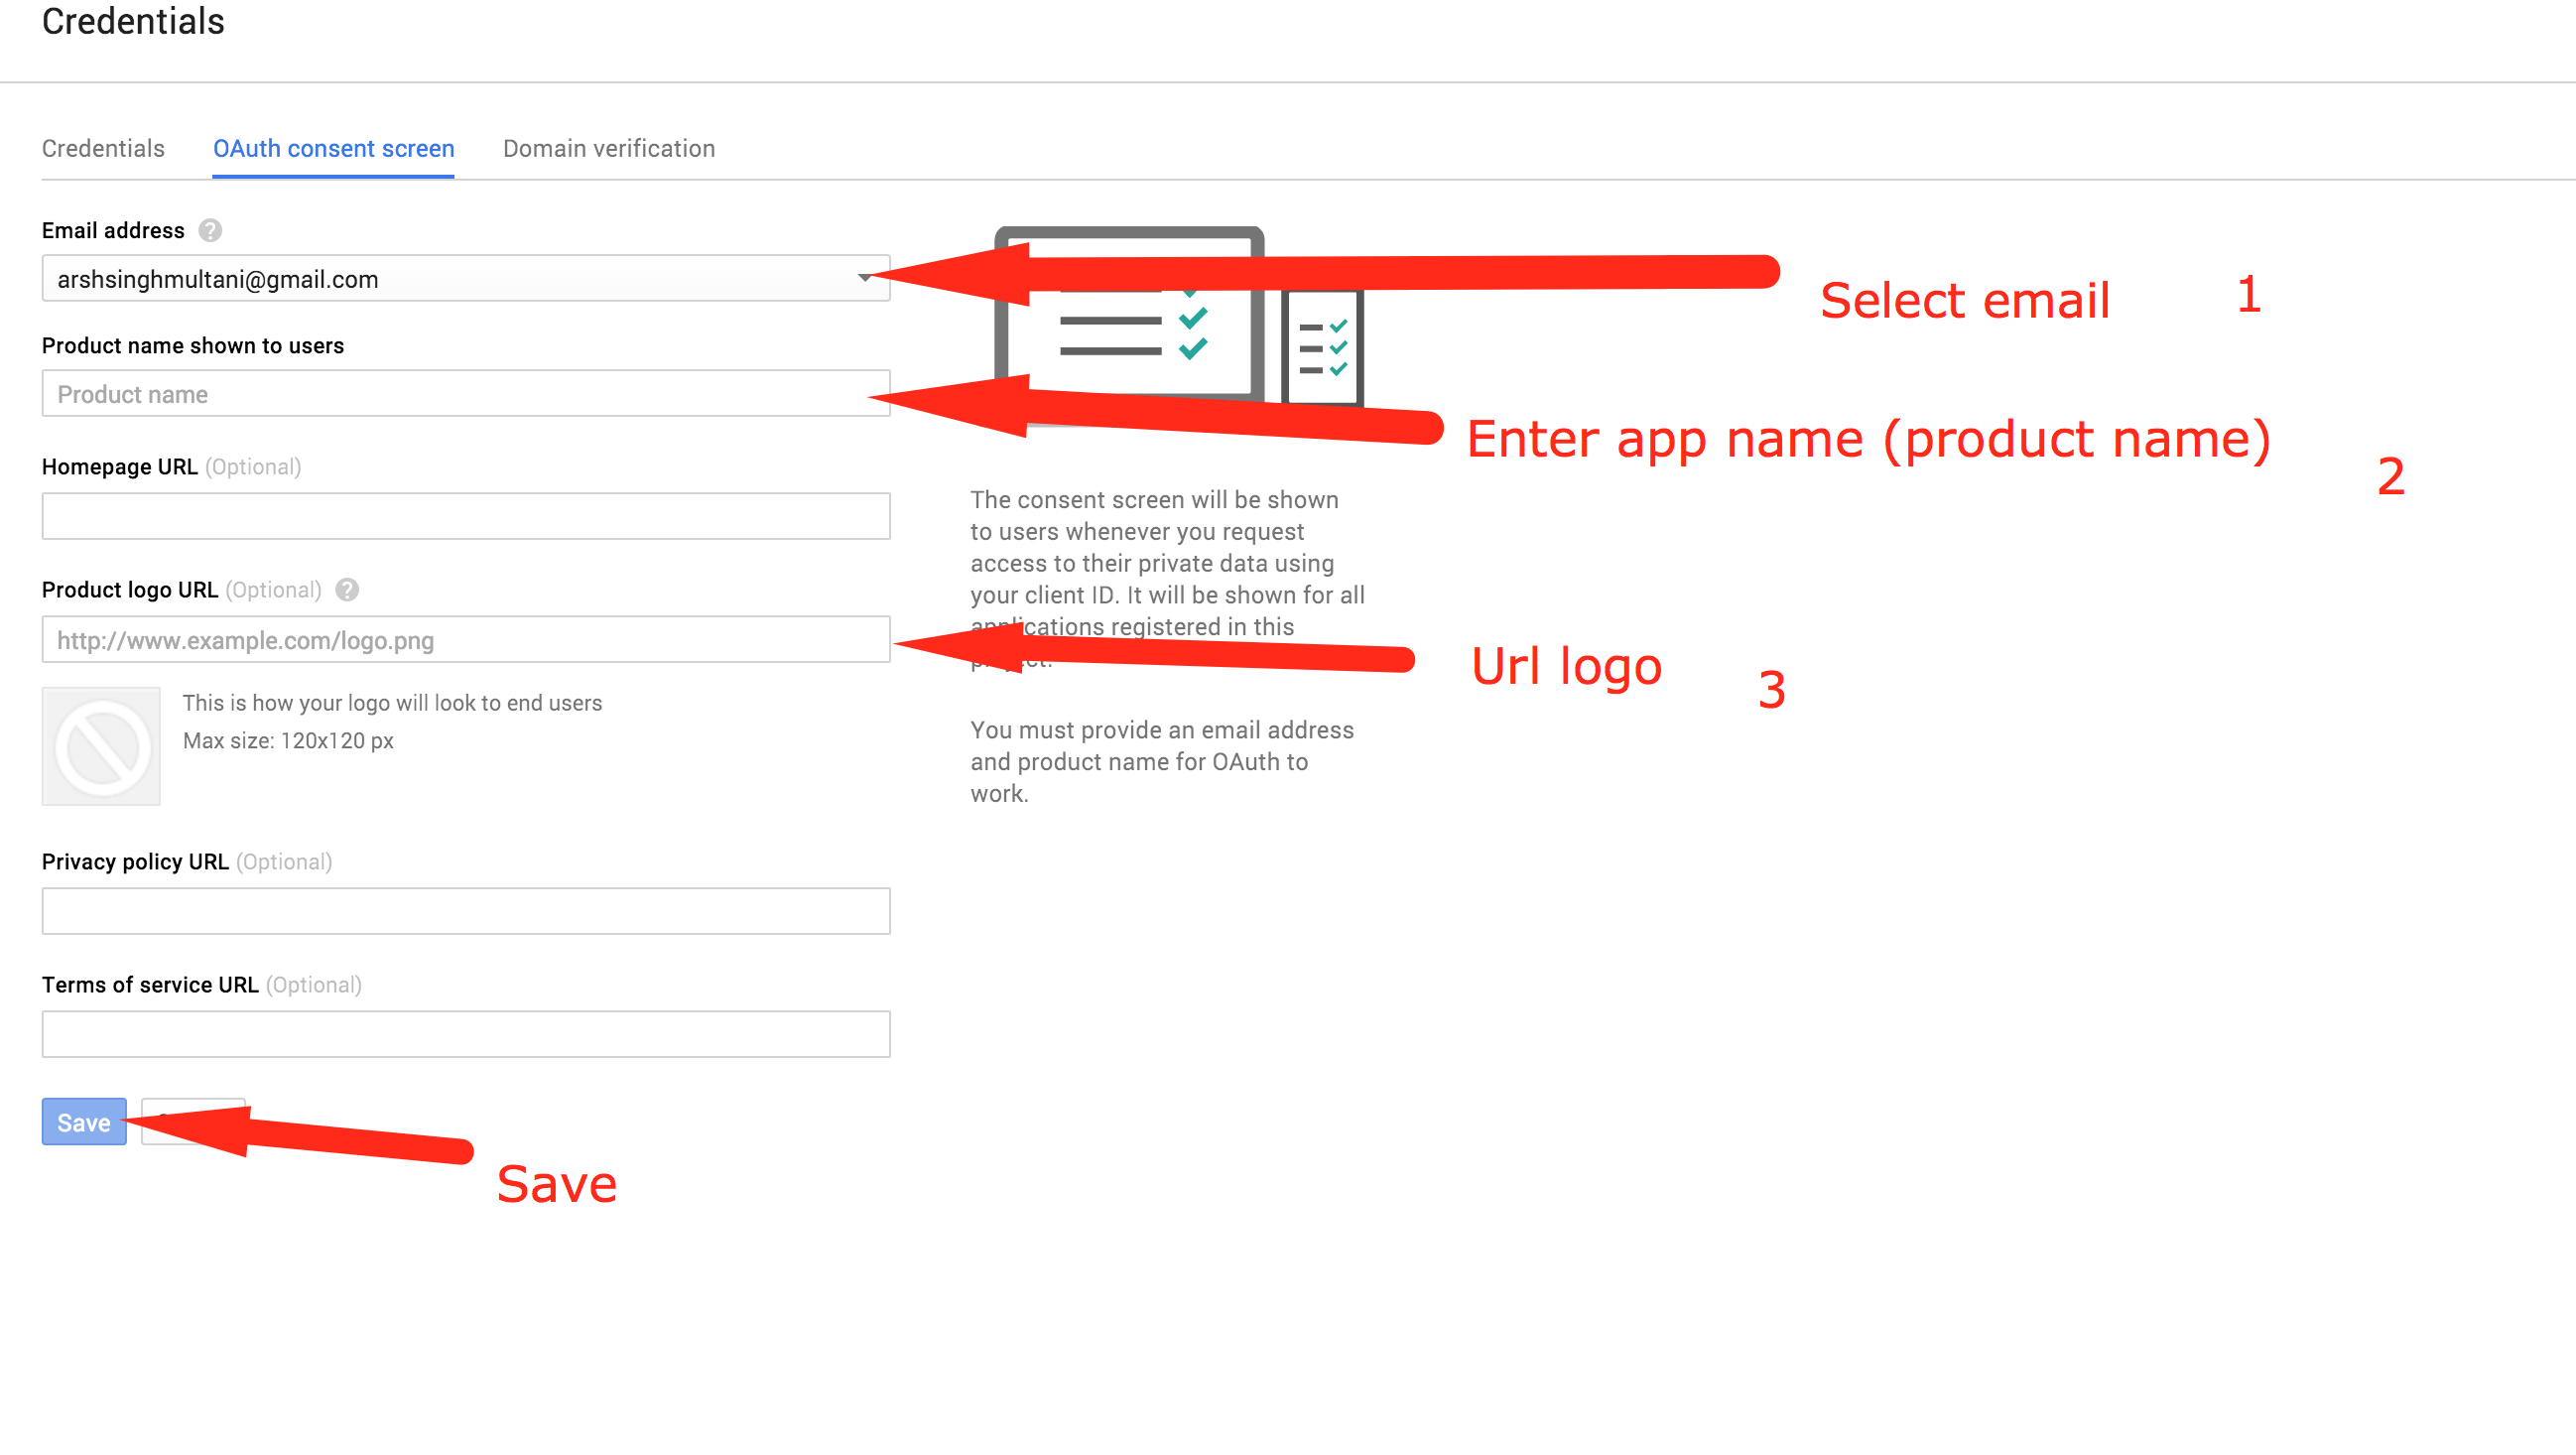 Credentials
Credentials OAuth consent screen Domain verification
Email address ?
arshsinghmultani@gmail.com
Select email 1
Product name shown to users
Product name
Enter app name (product name) 2
Homepage URL (Optional)
The consent screen will be shown
to users whenever you request
access to their private data using
your client ID. It will be shown for all
applications registered in this
project.
Product logo URL (Optional) ?
http://www.example.com/logo.png
Url logo 3
This is how your logo will look to end users
Max size: 120x120 px
You must provide an email address
and product name for OAuth to
work.
Privacy policy URL (Optional)
Terms of service URL (Optional)
Save
Save